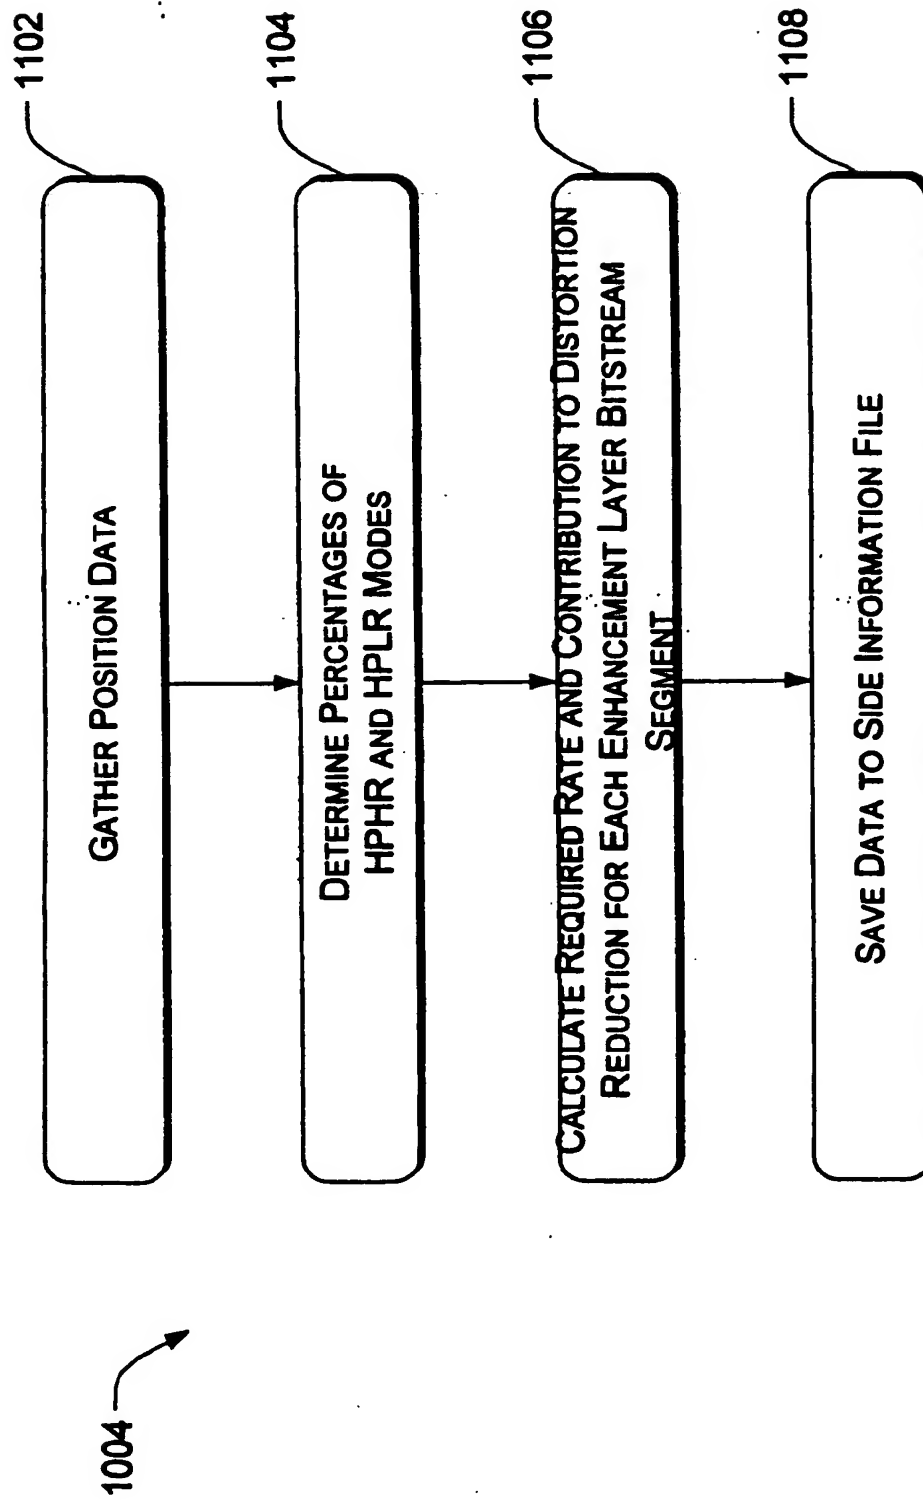 1004
1102
GATHER POSITION DATA
1104
DETERMINE PERCENTAGES OF
HPHR AND HPLR MODES
1106
CALCULATE REQUIRED RATE AND CONTRIBUTION TO DISTORTION
REDUCTION FOR EACH ENHANCEMENT LAYER BITSTREAM
SEGMENT
1108
SAVE DATA TO SIDE INFORMATION FILE